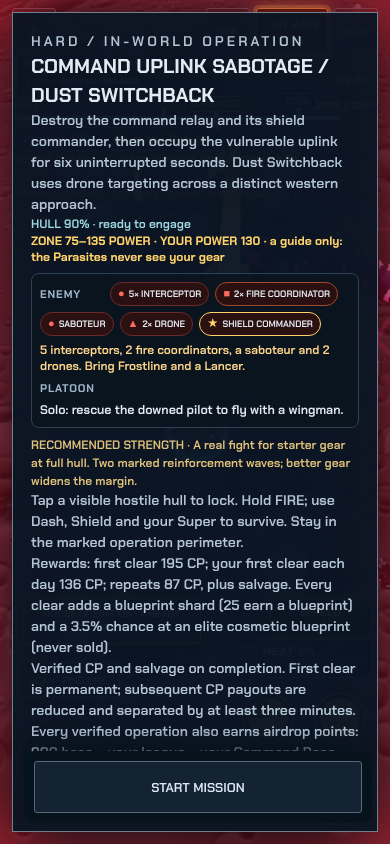 HARD / IN-WORLD OPERATION
COMMAND UPLINK SABOTAGE /
DUST SWITCHBACK
Destroy the command relay and its shield
commander, then occupy the vulnerable uplink
for six uninterrupted seconds. Dust Switchback
uses drone targeting across a distinct western
approach.
HULL 90% · ready to engage
ZONE 75–135 POWER · YOUR POWER 130 · a guide only:
the Parasites never see your gear
ENEMY
5× INTERCEPTOR
2× FIRE COORDINATOR
SABOTEUR
2× DRONE
SHIELD COMMANDER
5 interceptors, 2 fire coordinators, a saboteur and 2
drones. Bring Frostline and a Lancer.
PLATOON
Solo: rescue the downed pilot to fly with a wingman.
RECOMMENDED STRENGTH · A real fight for starter gear
at full hull. Two marked reinforcement waves; better gear
widens the margin.
Tap a visible hostile hull to lock. Hold FIRE; use
Dash, Shield and your Super to survive. Stay in
the marked operation perimeter.
Rewards: first clear 195 CP; your first clear each
day 136 CP; repeats 87 CP, plus salvage. Every
clear adds a blueprint shard (25 earn a blueprint)
and a 3.5% chance at an elite cosmetic blueprint
(never sold).
Verified CP and salvage on completion. First clear
is permanent; subsequent CP payouts are
reduced and separated by at least three minutes.
Every verified operation also earns airdrop points:
START MISSION